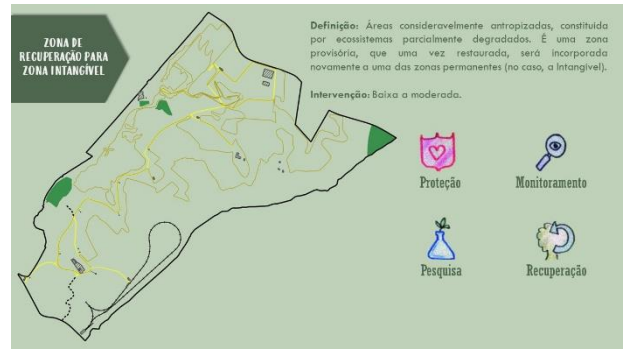 ZONA DE
RECUPERAÇÃO PARA
ZONA INTANGÍVEL
Definição: Áreas consideravelmente antropizadas, constituida
por ecossistemas parcialmente degradados. É uma zona
provisória, que uma vez restaurada, será incorporada
novamente a uma das zonas permanentes (no caso, a Intangível).
Intervenção: Baixa a moderada.
Proteção
Monitoramento
Pesquisa
Recuperação